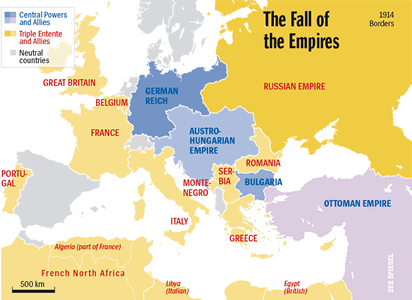 Central Powers
and Allies
Triple Entente
and Allies
Neutral
countries
The Fall of
the Empires
1914
Borders
GREAT BRITAIN
BELGIUM
GERMAN
REICH
RUSSIAN EMPIRE
FRANCE
AUSTRO-
HUNGARIAN
EMPIRE
PORTU-
GAL
ROMANIA
SER-
BIA
BULGARIA
MONTE-
NEGRO
OTTOMAN EMPIRE
ITALY
GREECE
Algeria (part of France)
French North Africa
Libya
(Italian)
Egypt
(British)
500 km
DER SPIEGEL